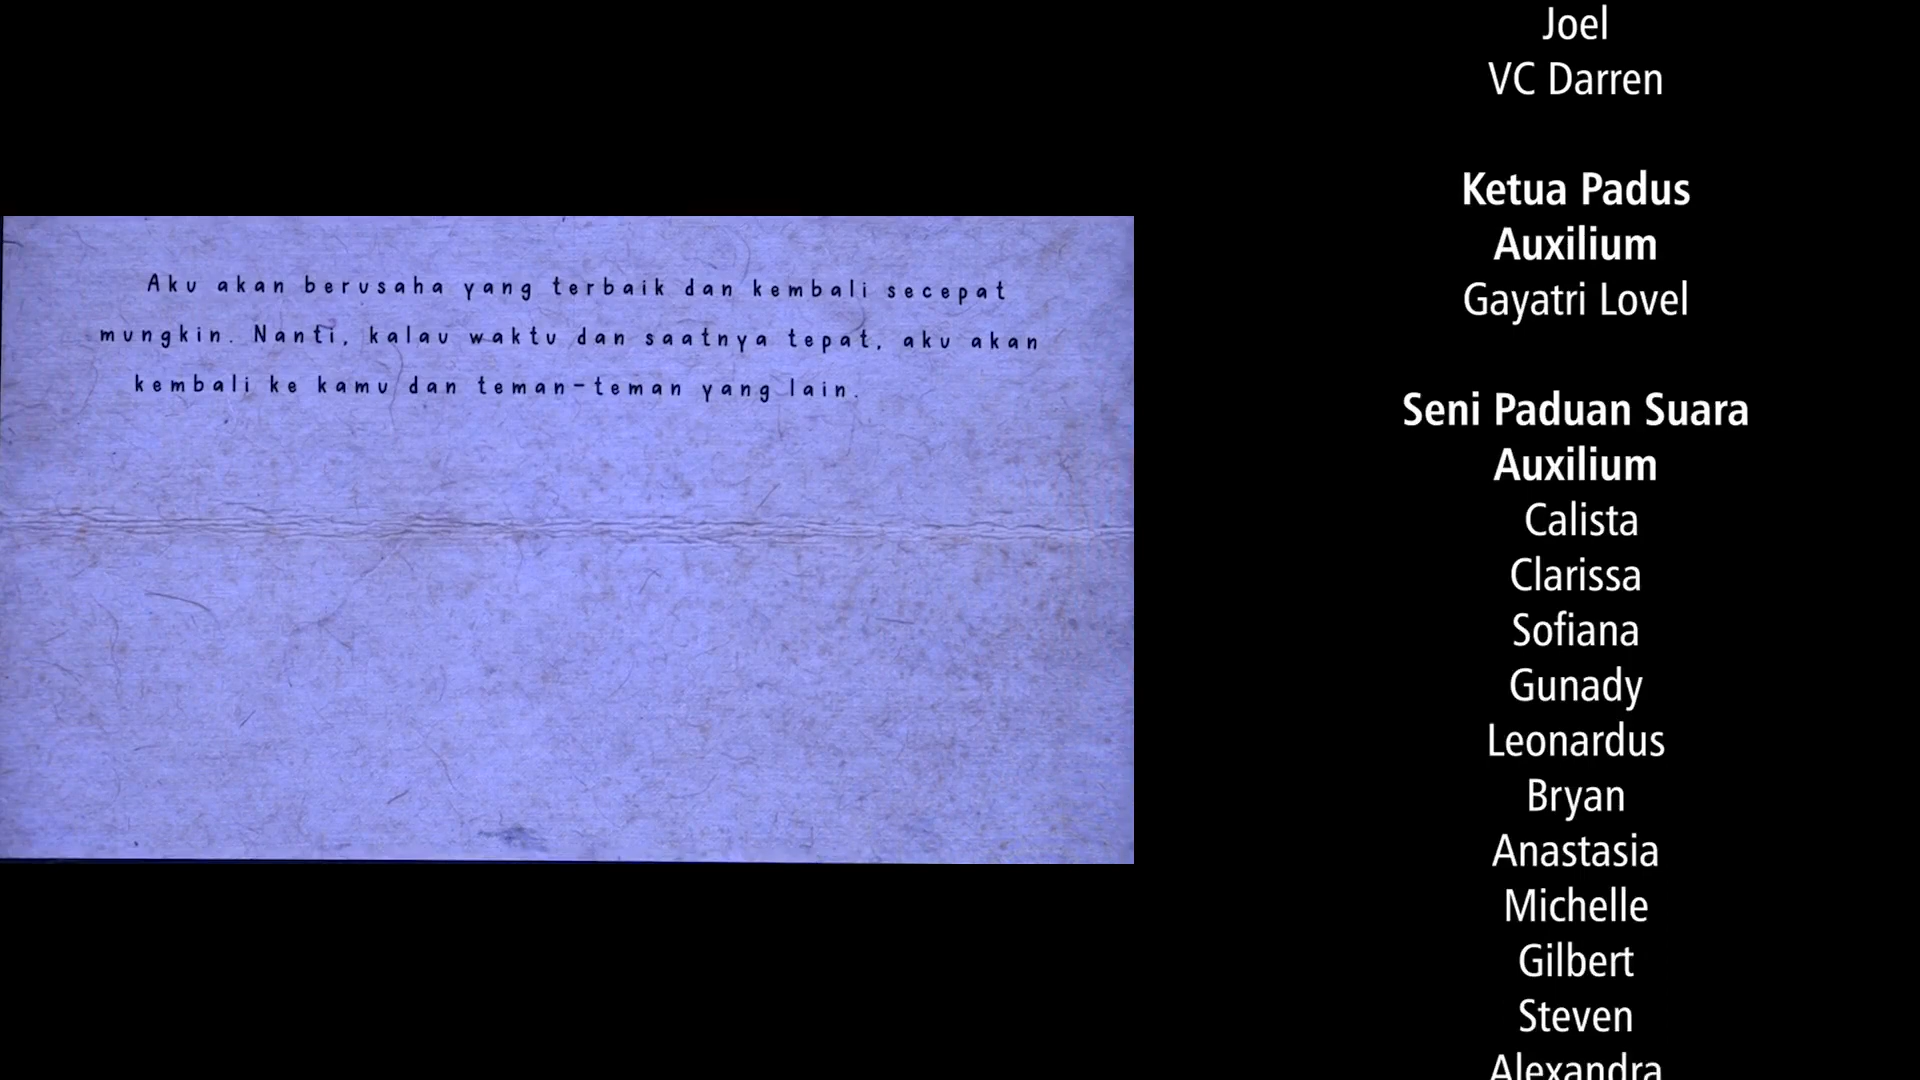 Aku akan berusaha yang terbaik dan kembali secepat
mungkin. Nanti, kalau waktu dan saatnya tepat, aku akan
kembali ke kamu dan teman-teman yang lain.
Joel
VC Darren
Ketua Padus
Auxilium
Gayatri Lovel
Seni Paduan Suara
Auxilium
Calista
Clarissa
Sofiana
Gunady
Leonardus
Bryan
Anastasia
Michelle
Gilbert
Steven
Alexandra